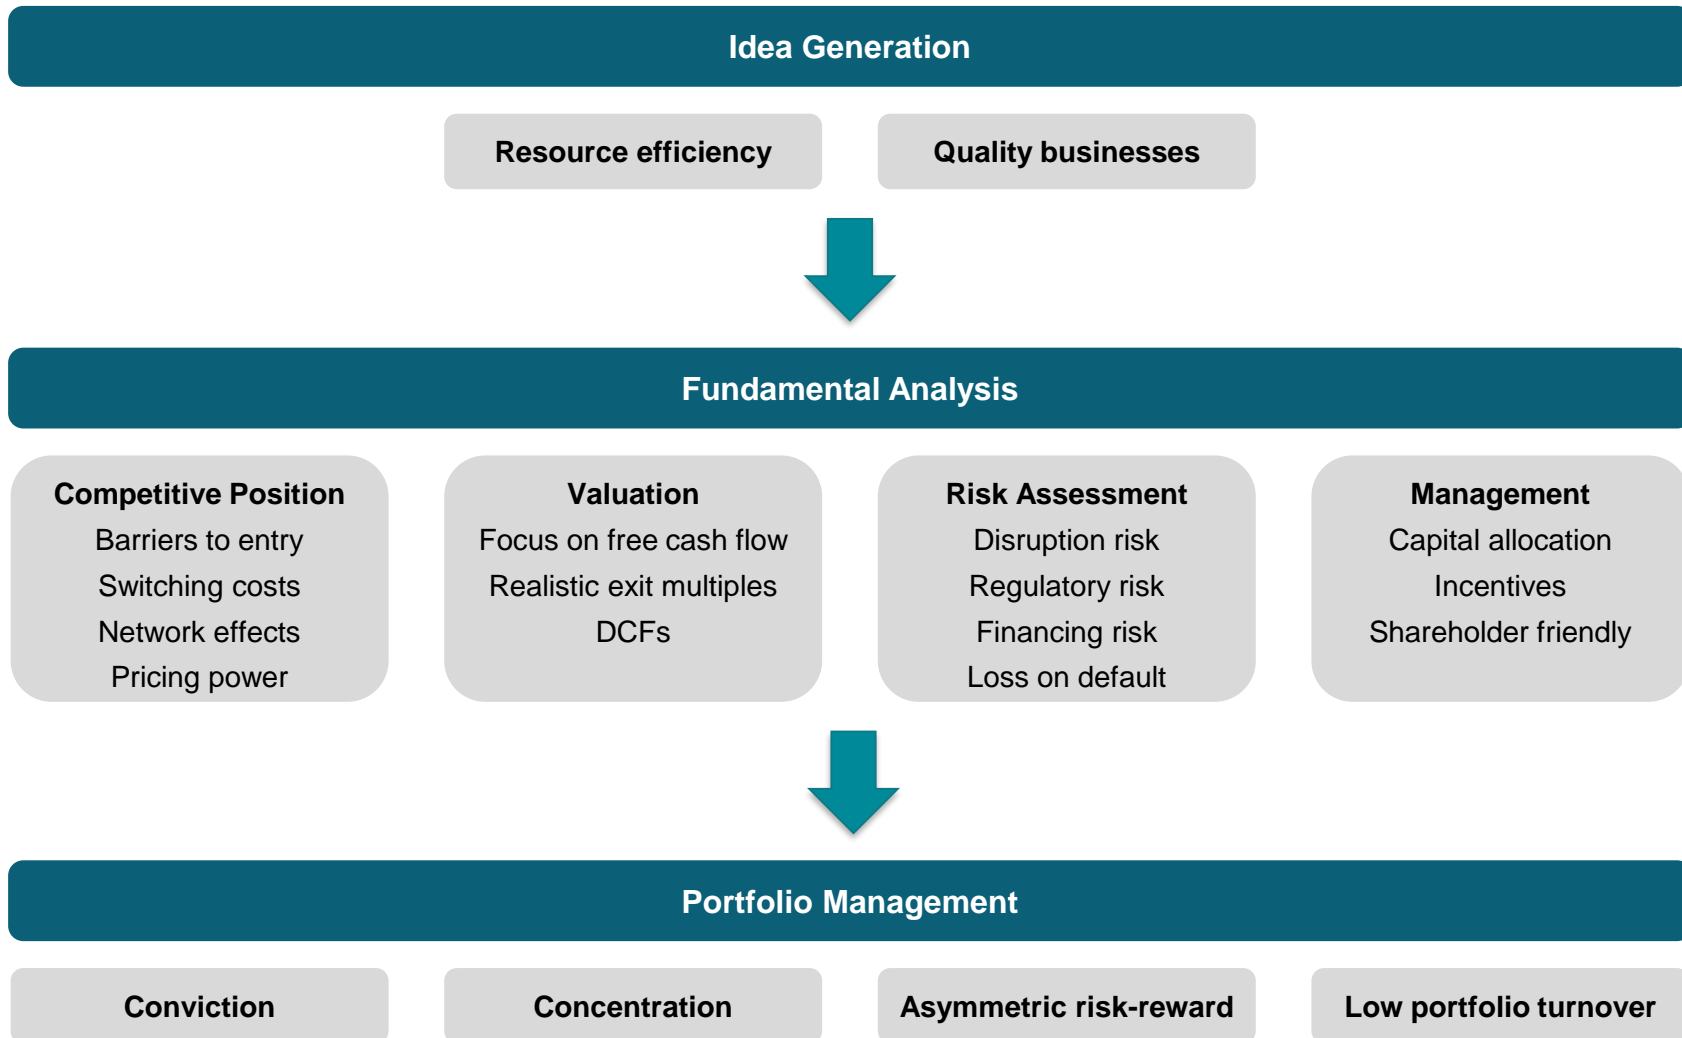 Idea Generation
Resource efficiency
Quality businesses
Fundamental Analysis
Competitive Position
Barriers to entry
Switching costs
Network effects
Pricing power
Valuation
Focus on free cash flow
Realistic exit multiples
DCFs
Risk Assessment
Disruption risk
Regulatory risk
Financing risk
Loss on default
Management
Capital allocation
Incentives
Shareholder friendly
Portfolio Management
Conviction
Concentration
Asymmetric risk-reward
Low portfolio turnover